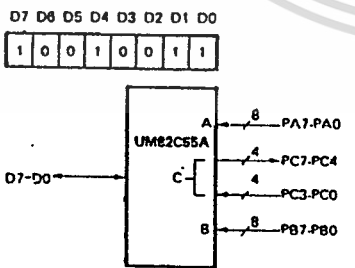 D7 D6 D5 D4 D3 D2 D1 D0
1 0 0 1 0 0 1 1
A 8 PA7-PA0
UM82C55A
4 PC7-PC4
C
D7-D0
4 PC3-PC0
B 8 PB7-PB0